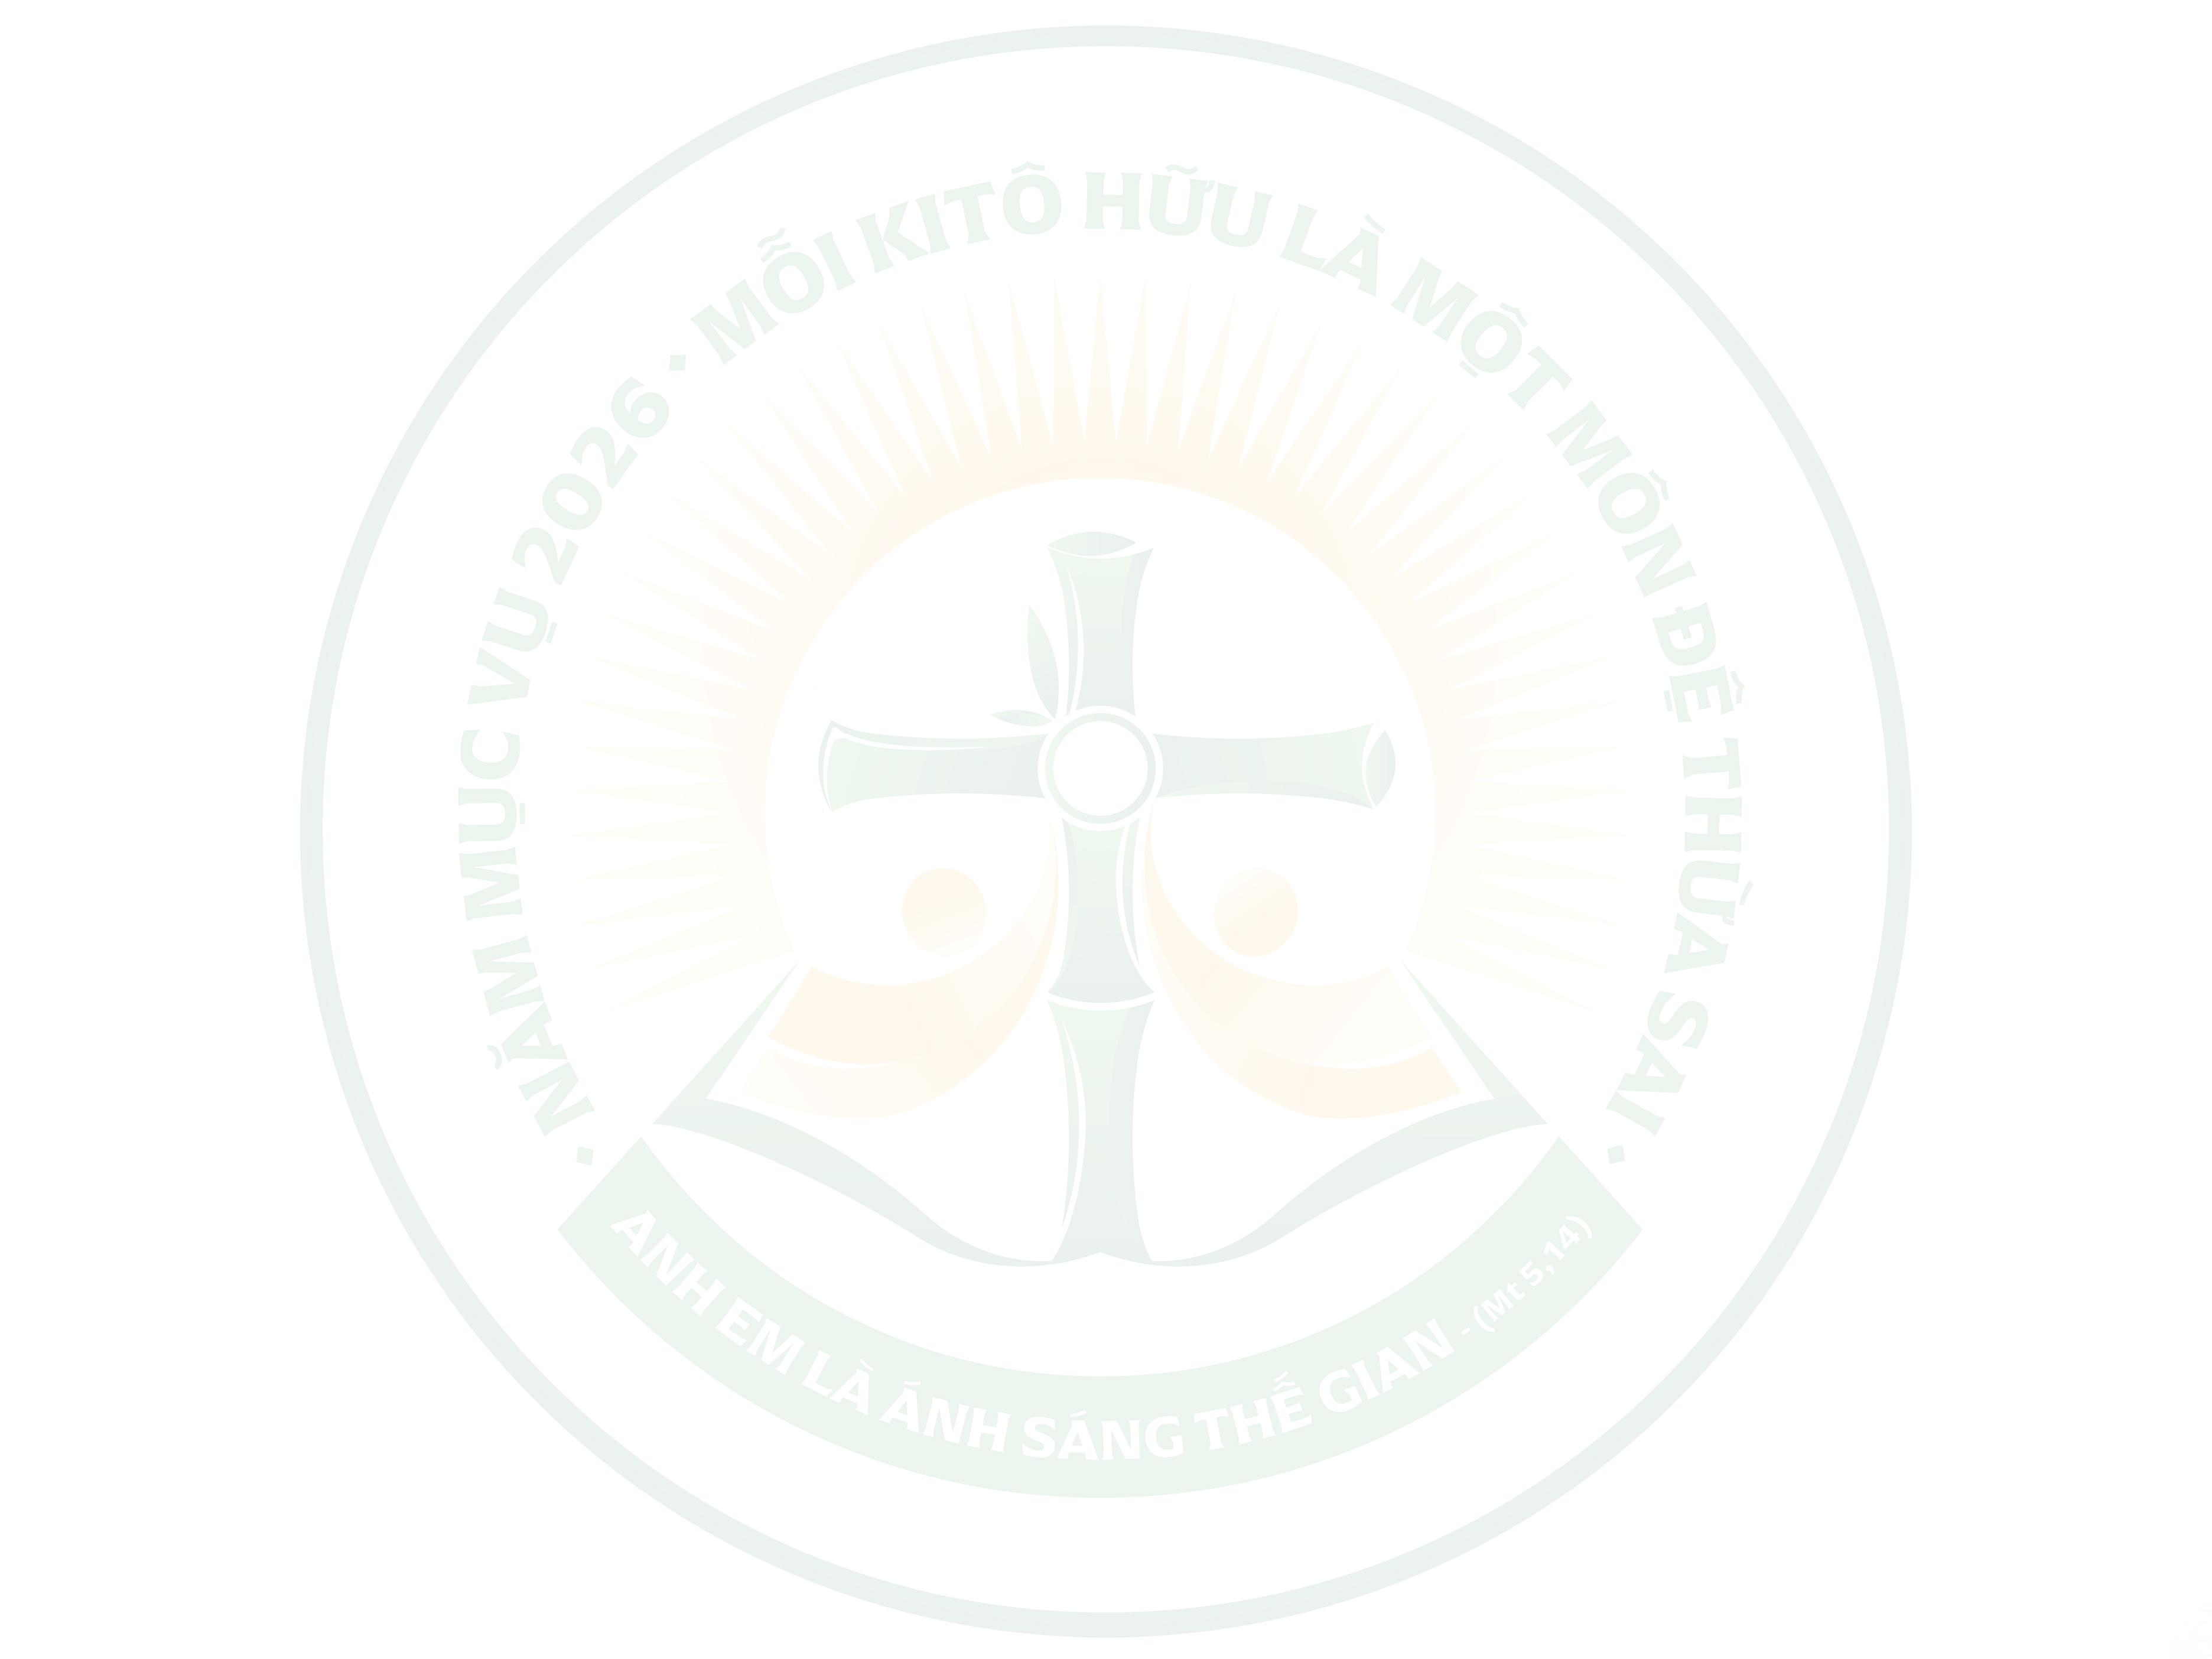 · NĂM MỤC VỤ 2026 · MỖI KITÔ HỮU LÀ MỘT MÔN ĐỆ THỪA SAI ·
ANH EM LÀ ÁNH SÁNG THẾ GIAN - (Mt 5,14)